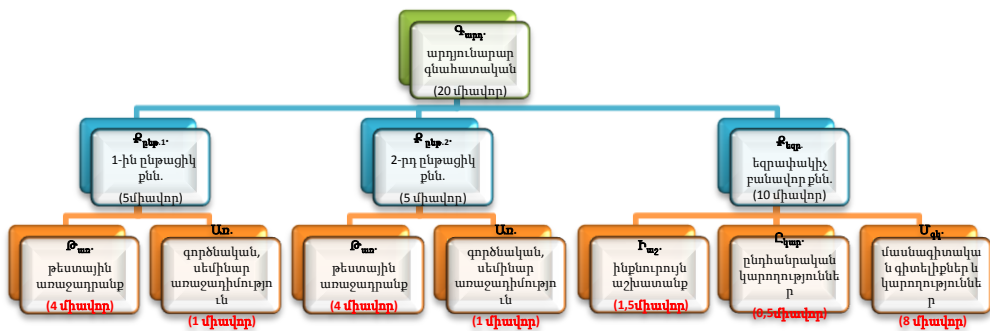 Գարդ.
արդյունարար
գնահատական
(20 միավոր)
Քընթ.1.
1-ին ընթացիկ
քնն.
(5միավոր)
Քընթ.2.
2-րդ ընթացիկ
քնն.
(5 միավոր)
Քեզր.
եզրափակիչ
բանավոր քնն.
(10 միավոր)
Թառ.
թեստային
առաջադրանք
(4 միավոր)
Առ.
գործնական,
սեմինար
առաջադիմությո
ւն
(1 միավոր)
Թառ.
թեստային
առաջադրանք
(4 միավոր)
Առ.
գործնական,
սեմինար
առաջադիմությո
ւն
(1 միավոր)
Իաշ.
ինքնուրույն
աշխատանք
(1,5միավոր)
Ըկար.
ընդհանրական
կարողություննե
ր
(0,5միավոր)
Մգկ.
մասնագիտակա
ն գիտելիքներ և
կարողություննե
ր
(8 միավոր)